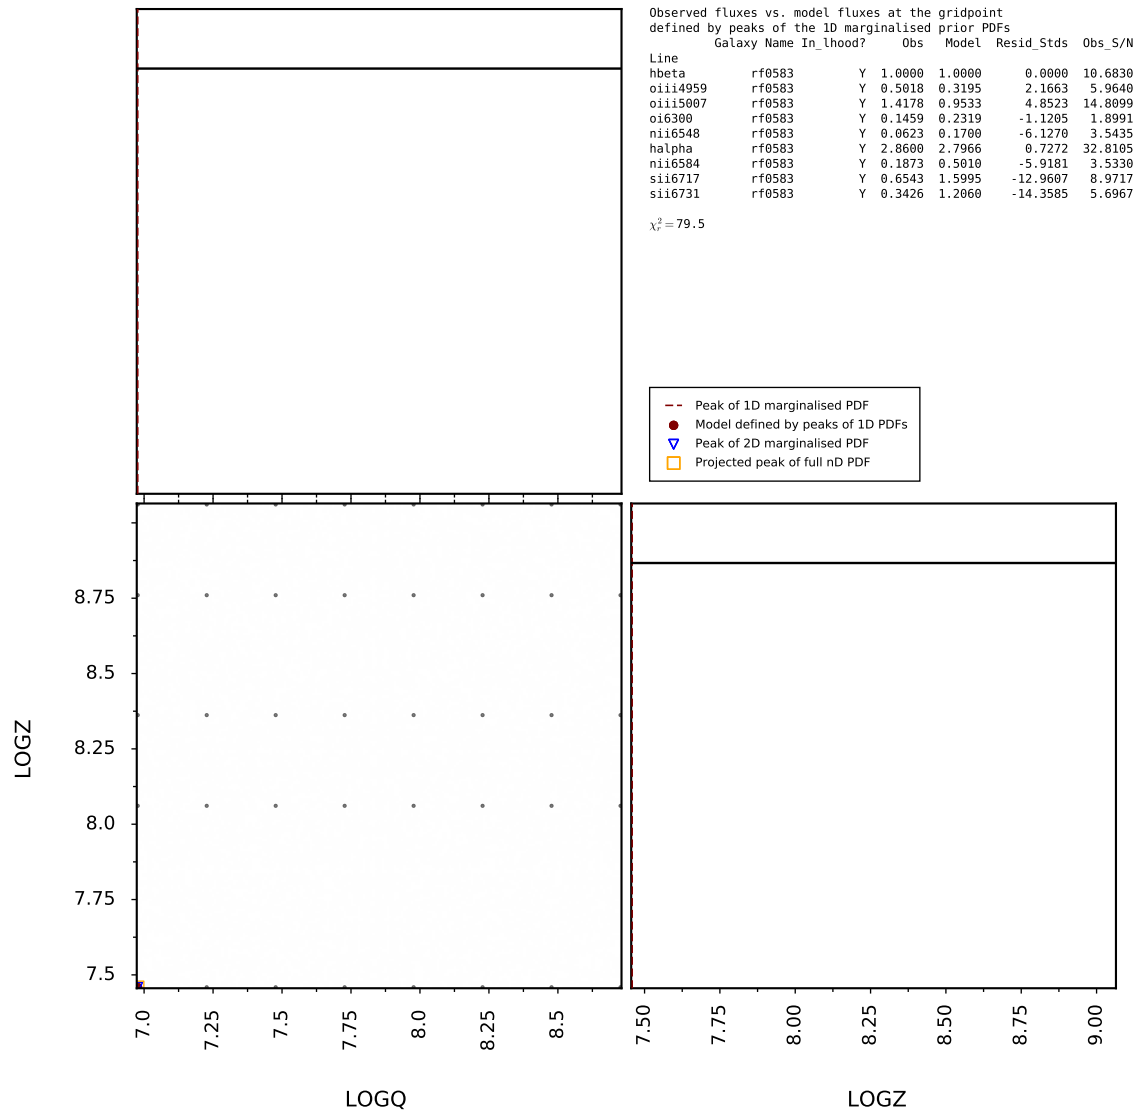 Observed fluxes vs. model fluxes at the gridpoint
defined by peaks of the 1D marginalised prior PDFs
Galaxy Name In_lhood? Obs Model Resid_Stds Obs_S/N
Line
hbeta rf0583 Y 1.0000 1.0000 0.0000 10.6830
oiii4959 rf0583 Y 0.5018 0.3195 2.1663 5.9640
oiii5007 rf0583 Y 1.4178 0.9533 4.8523 14.8099
oi6300 rf0583 Y 0.1459 0.2319 -1.1205 1.8991
nii6548 rf0583 Y 0.0623 0.1700 -6.1270 3.5435
halpha rf0583 Y 2.8600 2.7966 0.7272 32.8105
nii6584 rf0583 Y 0.1873 0.5010 -5.9181 3.5330
sii6717 rf0583 Y 0.6543 1.5995 -12.9607 8.9717
sii6731 rf0583 Y 0.3426 1.2060 -14.3585 5.6967
χ²ᵣ = 79.5
Peak of 1D marginalised PDF
Model defined by peaks of 1D PDFs
Peak of 2D marginalised PDF
Projected peak of full nD PDF
8.75
8.5
8.25
8.0
7.75
7.5
LOGZ
7.0 7.25 7.5 7.75 8.0 8.25 8.5
LOGQ
7.50 7.75 8.00 8.25 8.50 8.75 9.00
LOGZ